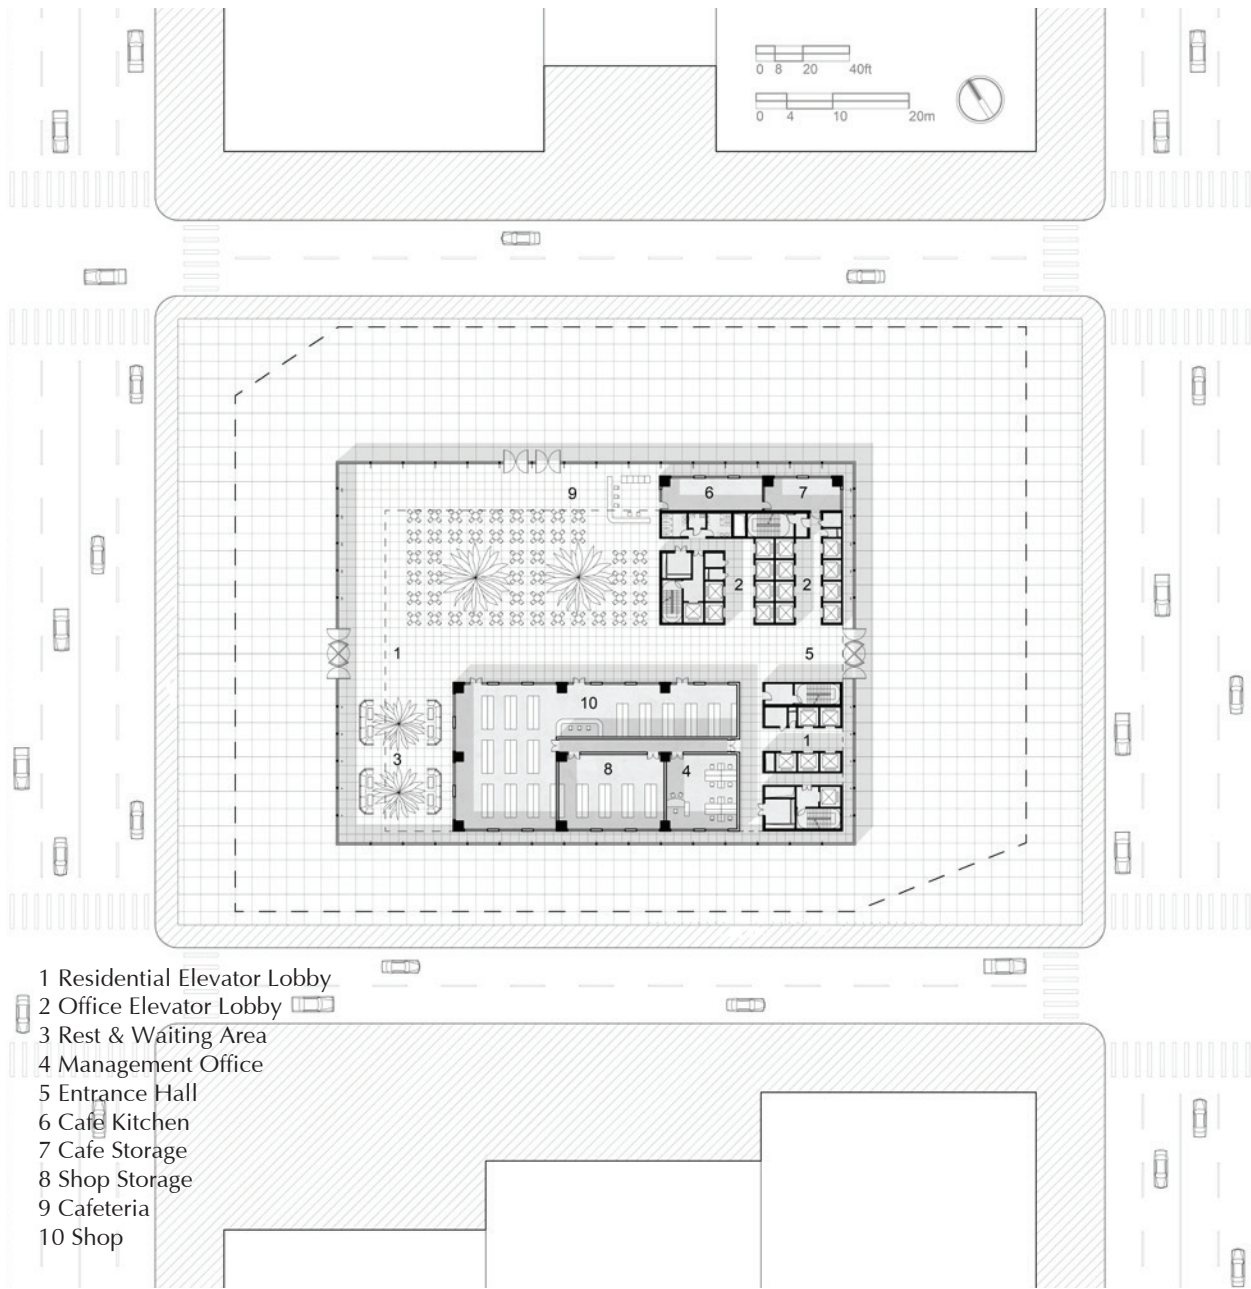 0 8 20 40ft
0 4 10 20m
9
6
7
2
2
1
5
10
1
3
8
4
1 Residential Elevator Lobby
2 Office Elevator Lobby
3 Rest & Waiting Area
4 Management Office
5 Entrance Hall
6 Cafe Kitchen
7 Cafe Storage
8 Shop Storage
9 Cafeteria
10 Shop